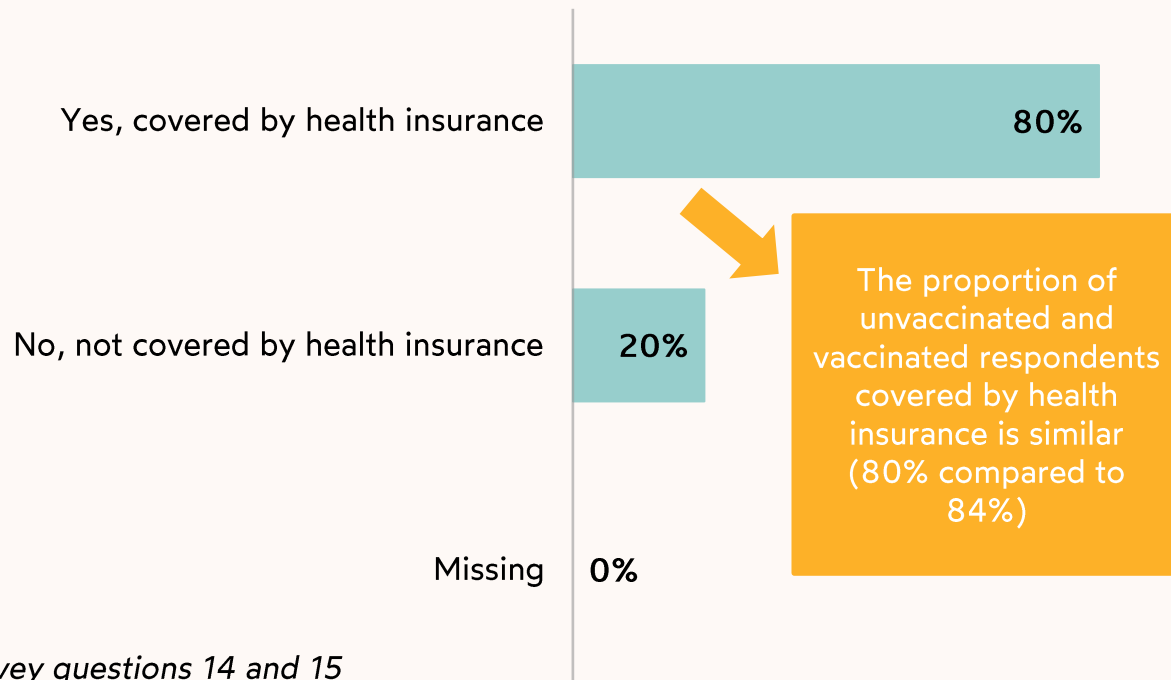 Yes, covered by health insurance
80%
No, not covered by health insurance
20%
The proportion of
unvaccinated and
vaccinated respondents
covered by health
insurance is similar
(80% compared to
84%)
Missing
0%
questions 14 and 15